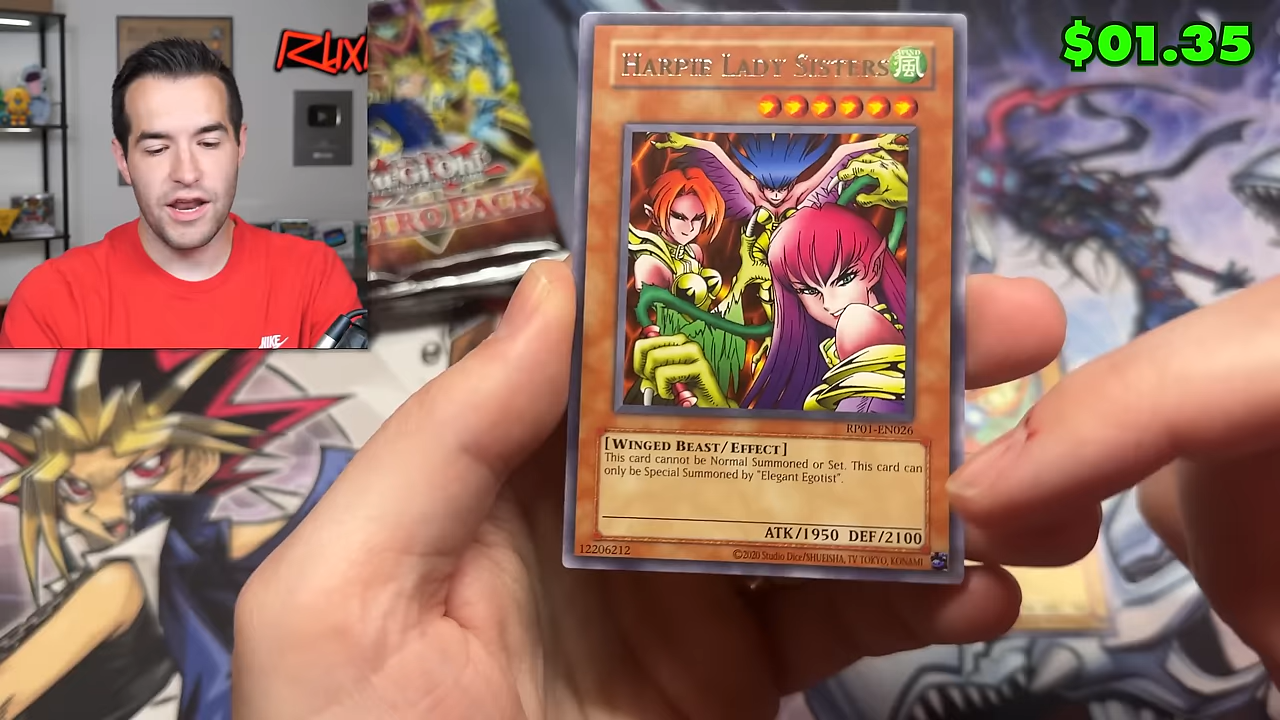 $01.35
HARPIE LADY SISTERS
WIND
風
RP01-EN026
[WINGED BEAST/EFFECT]
This card cannot be Normal Summoned or Set. This card can
only be Special Summoned by "Elegant Egotist".
ATK/1950 DEF/2100
12206212
©2020 Studio Dice/SHUEISHA, TV TOKYO, KONAMI
NIKE